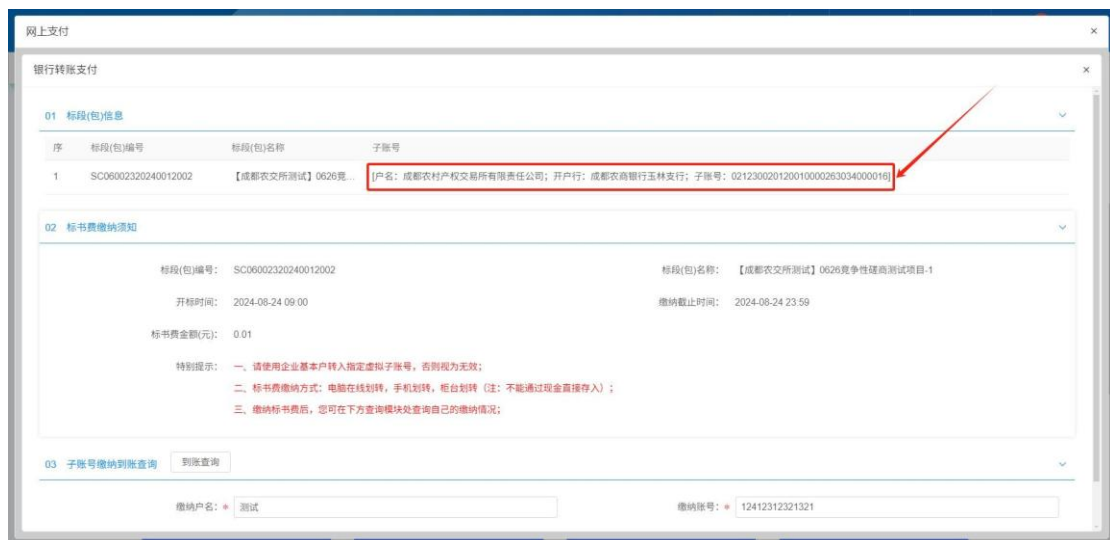 网上支付 ×
银行转账支付 ×
01 标段(包)信息
序 标段(包)编号 标段(包)名称 子账号
1 SC06002320240012002 【成都农交所测试】0626竞... [户名：成都农村产权交易所有限责任公司；开户行：成都农商银行玉林支行；子账号：021230020120010000263034000016]
02 标书费缴纳须知
标段(包)编号： SC06002320240012002 标段(包)名称： 【成都农交所测试】0626竞争性磋商测试项目-1
开标时间： 2024-08-24 09:00 缴纳截止时间： 2024-08-24 23:59
标书费金额(元)： 0.01
特别提示： 一、请使用企业基本户转入指定虚拟子账号，否则视为无效；
二、标书费缴纳方式：电脑在线划转，手机划转，柜台划转（注：不能通过现金直接存入）；
三、缴纳标书费后，您可在下方查询模块处查询自己的缴纳情况；
03 子账号缴纳到账查询 到账查询
缴纳户名：* 测试 缴纳账号：* 12412312321321